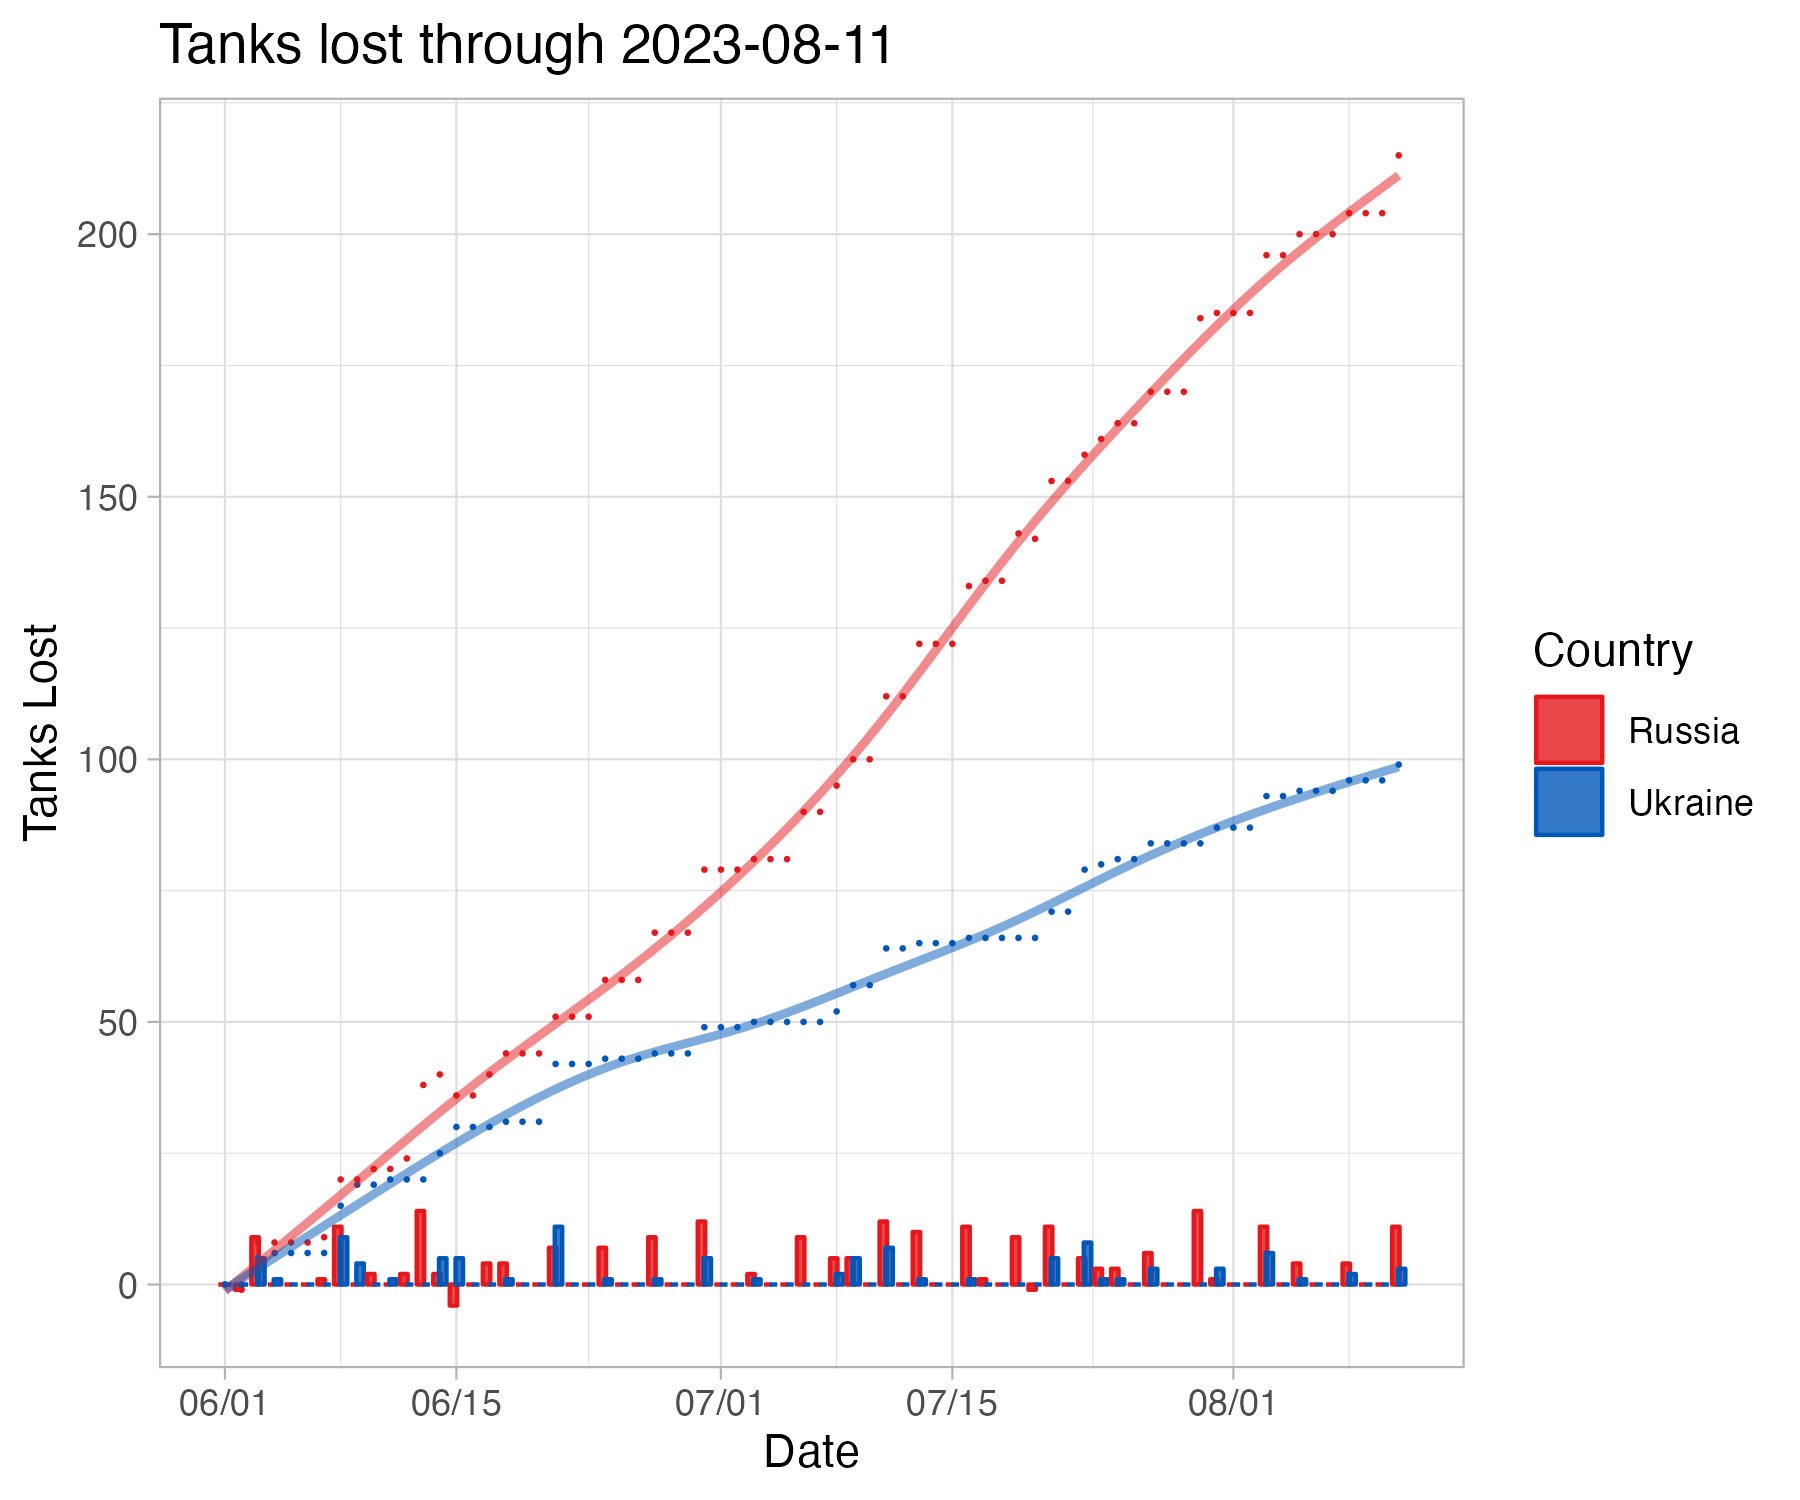 Tanks lost through 2023-08-11
Tanks Lost
200
150
100
50
0
06/01
06/15
07/01
07/15
08/01
Date
Country
Russia
Ukraine